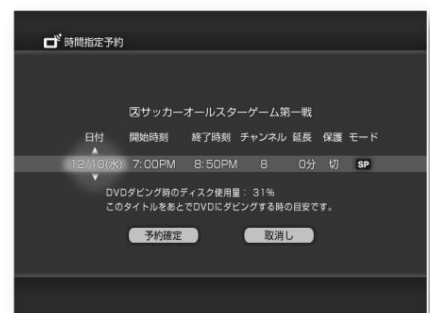 時間指定予約
又サッカーオールスターゲーム第一戦
日付 開始時刻 終了時刻 チャンネル 延長 保護 モード
12/10(水) 7:00PM 8:50PM 8 0分 切 SP
DVDダビング時のディスク使用量：31%
このタイトルをあとでDVDにダビングする時の目安です。
予約確定 取消し